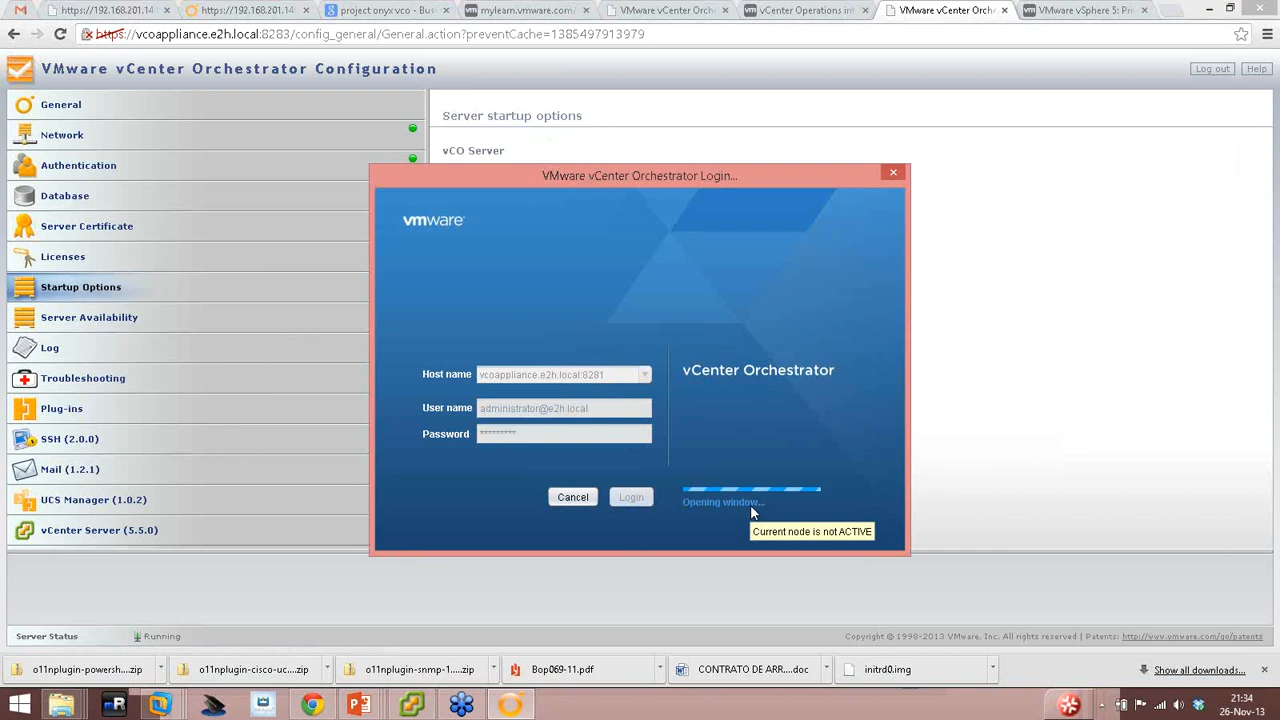 https://192.168.201.14
https://192.168.201.14
project onyx vco - Bus
mylearn.vmware.com/
VMware vCenter Orches
vCenter Operations inte
VMware vCenter Orche
VMware vSphere 5: Priv
https://vcoappliance.e2h.local:8283/config_general/General.action?preventCache=1385497913979
VMware vCenter Orchestrator Configuration
Log out
Help
General
Network
Authentication
Database
Server Certificate
Licenses
Startup Options
Server Availability
Log
Troubleshooting
Plug-ins
SSH (2.0.0)
Mail (1.2.1)
UCS Manager (1.0.2)
vCenter Server (5.5.0)
Server startup options
vCO Server
VMware vCenter Orchestrator Login...
vmware
Host name
vcoappliance.e2h.local:8281
User name
administrator@e2h.local
Password
*********
vCenter Orchestrator
Cancel
Login
Opening window...
Current node is not ACTIVE
Server Status
Running
Copyright © 1998-2013 VMware, Inc. All rights reserved | Patents: http://www.vmware.com/go/patents
o11nplugin-powersh....zip
o11nplugin-cisco-uc....zip
o11nplugin-snmp-1....zip
Bop069-11.pdf
CONTRATO DE ARR....doc
initrd0.img
Show all downloads...
21:34
26-Nov-13